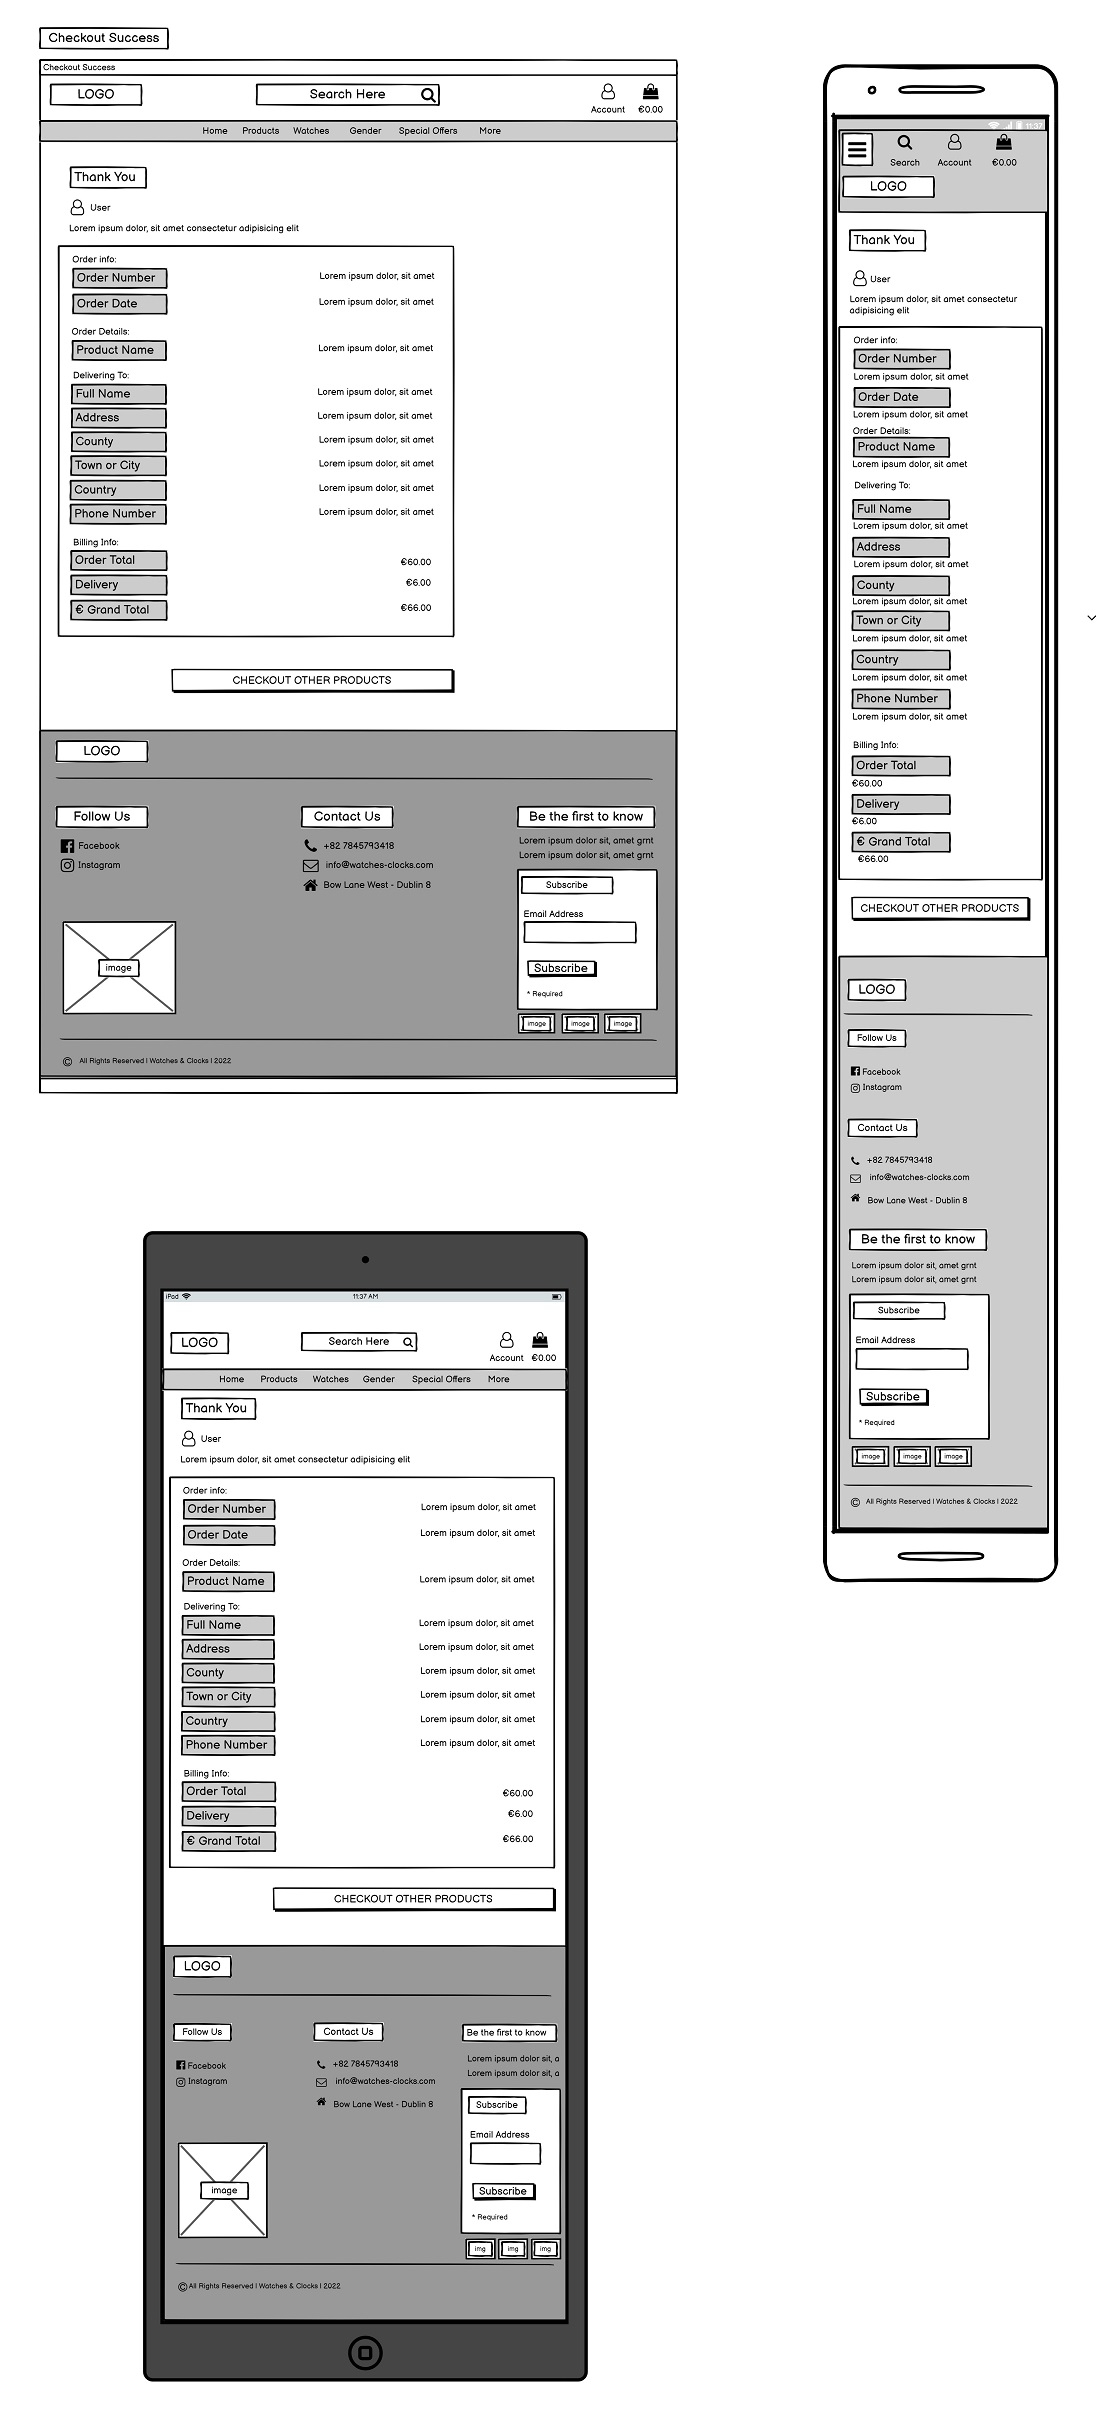 Checkout Success
Checkout Success
LOGO
Search Here
Account
€0.00
Home Products Watches Gender Special Offers More
Thank You
User
Lorem ipsum dolor, sit amet consectetur adipisicing elit
Order info:
Order Number Lorem ipsum dolor, sit amet
Order Date Lorem ipsum dolor, sit amet
Order Details:
Product Name Lorem ipsum dolor, sit amet
Delivering To:
Full Name Lorem ipsum dolor, sit amet
Address Lorem ipsum dolor, sit amet
County Lorem ipsum dolor, sit amet
Town or City Lorem ipsum dolor, sit amet
Country Lorem ipsum dolor, sit amet
Phone Number Lorem ipsum dolor, sit amet
Billing Info:
Order Total €60.00
Delivery €6.00
€ Grand Total €66.00
CHECKOUT OTHER PRODUCTS
LOGO
Follow Us
Facebook
Instagram
image
Contact Us
+82 7845793418
info@watches-clocks.com
Bow Lane West - Dublin 8
Be the first to know
Lorem ipsum dolor sit, amet grnt
Lorem ipsum dolor sit, amet grnt
Subscribe
Email Address
Subscribe
* Required
image image image
© All Rights Reserved | Watches & Clocks | 2022
11:37
Search Account €0.00
LOGO
Thank You
User
Lorem ipsum dolor, sit amet consectetur
adipisicing elit
Order info:
Order Number
Lorem ipsum dolor, sit amet
Order Date
Lorem ipsum dolor, sit amet
Order Details:
Product Name
Lorem ipsum dolor, sit amet
Delivering To:
Full Name
Lorem ipsum dolor, sit amet
Address
Lorem ipsum dolor, sit amet
County
Lorem ipsum dolor, sit amet
Town or City
Lorem ipsum dolor, sit amet
Country
Lorem ipsum dolor, sit amet
Phone Number
Lorem ipsum dolor, sit amet
Billing Info:
Order Total
€60.00
Delivery
€6.00
€ Grand Total
€66.00
CHECKOUT OTHER PRODUCTS
LOGO
Follow Us
Facebook
Instagram
Contact Us
+82 7845793418
info@watches-clocks.com
Bow Lane West - Dublin 8
Be the first to know
Lorem ipsum dolor sit, amet grnt
Lorem ipsum dolor sit, amet grnt
Subscribe
Email Address
Subscribe
* Required
image image image
© All Rights Reserved | Watches & Clocks | 2022
iPad 11:37 AM
LOGO
Search Here
Account €0.00
Home Products Watches Gender Special Offers More
Thank You
User
Lorem ipsum dolor, sit amet consectetur adipisicing elit
Order info:
Order Number Lorem ipsum dolor, sit amet
Order Date Lorem ipsum dolor, sit amet
Order Details:
Product Name Lorem ipsum dolor, sit amet
Delivering To:
Full Name Lorem ipsum dolor, sit amet
Address Lorem ipsum dolor, sit amet
County Lorem ipsum dolor, sit amet
Town or City Lorem ipsum dolor, sit amet
Country Lorem ipsum dolor, sit amet
Phone Number Lorem ipsum dolor, sit amet
Billing Info:
Order Total €60.00
Delivery €6.00
€ Grand Total €66.00
CHECKOUT OTHER PRODUCTS
LOGO
Follow Us
Facebook
Instagram
image
Contact Us
+82 7845793418
info@watches-clocks.com
Bow Lane West - Dublin 8
Be the first to know
Lorem ipsum dolor sit, a
Lorem ipsum dolor sit, a
Subscribe
Email Address
Subscribe
* Required
img img img
© All Rights Reserved | Watches & Clocks | 2022